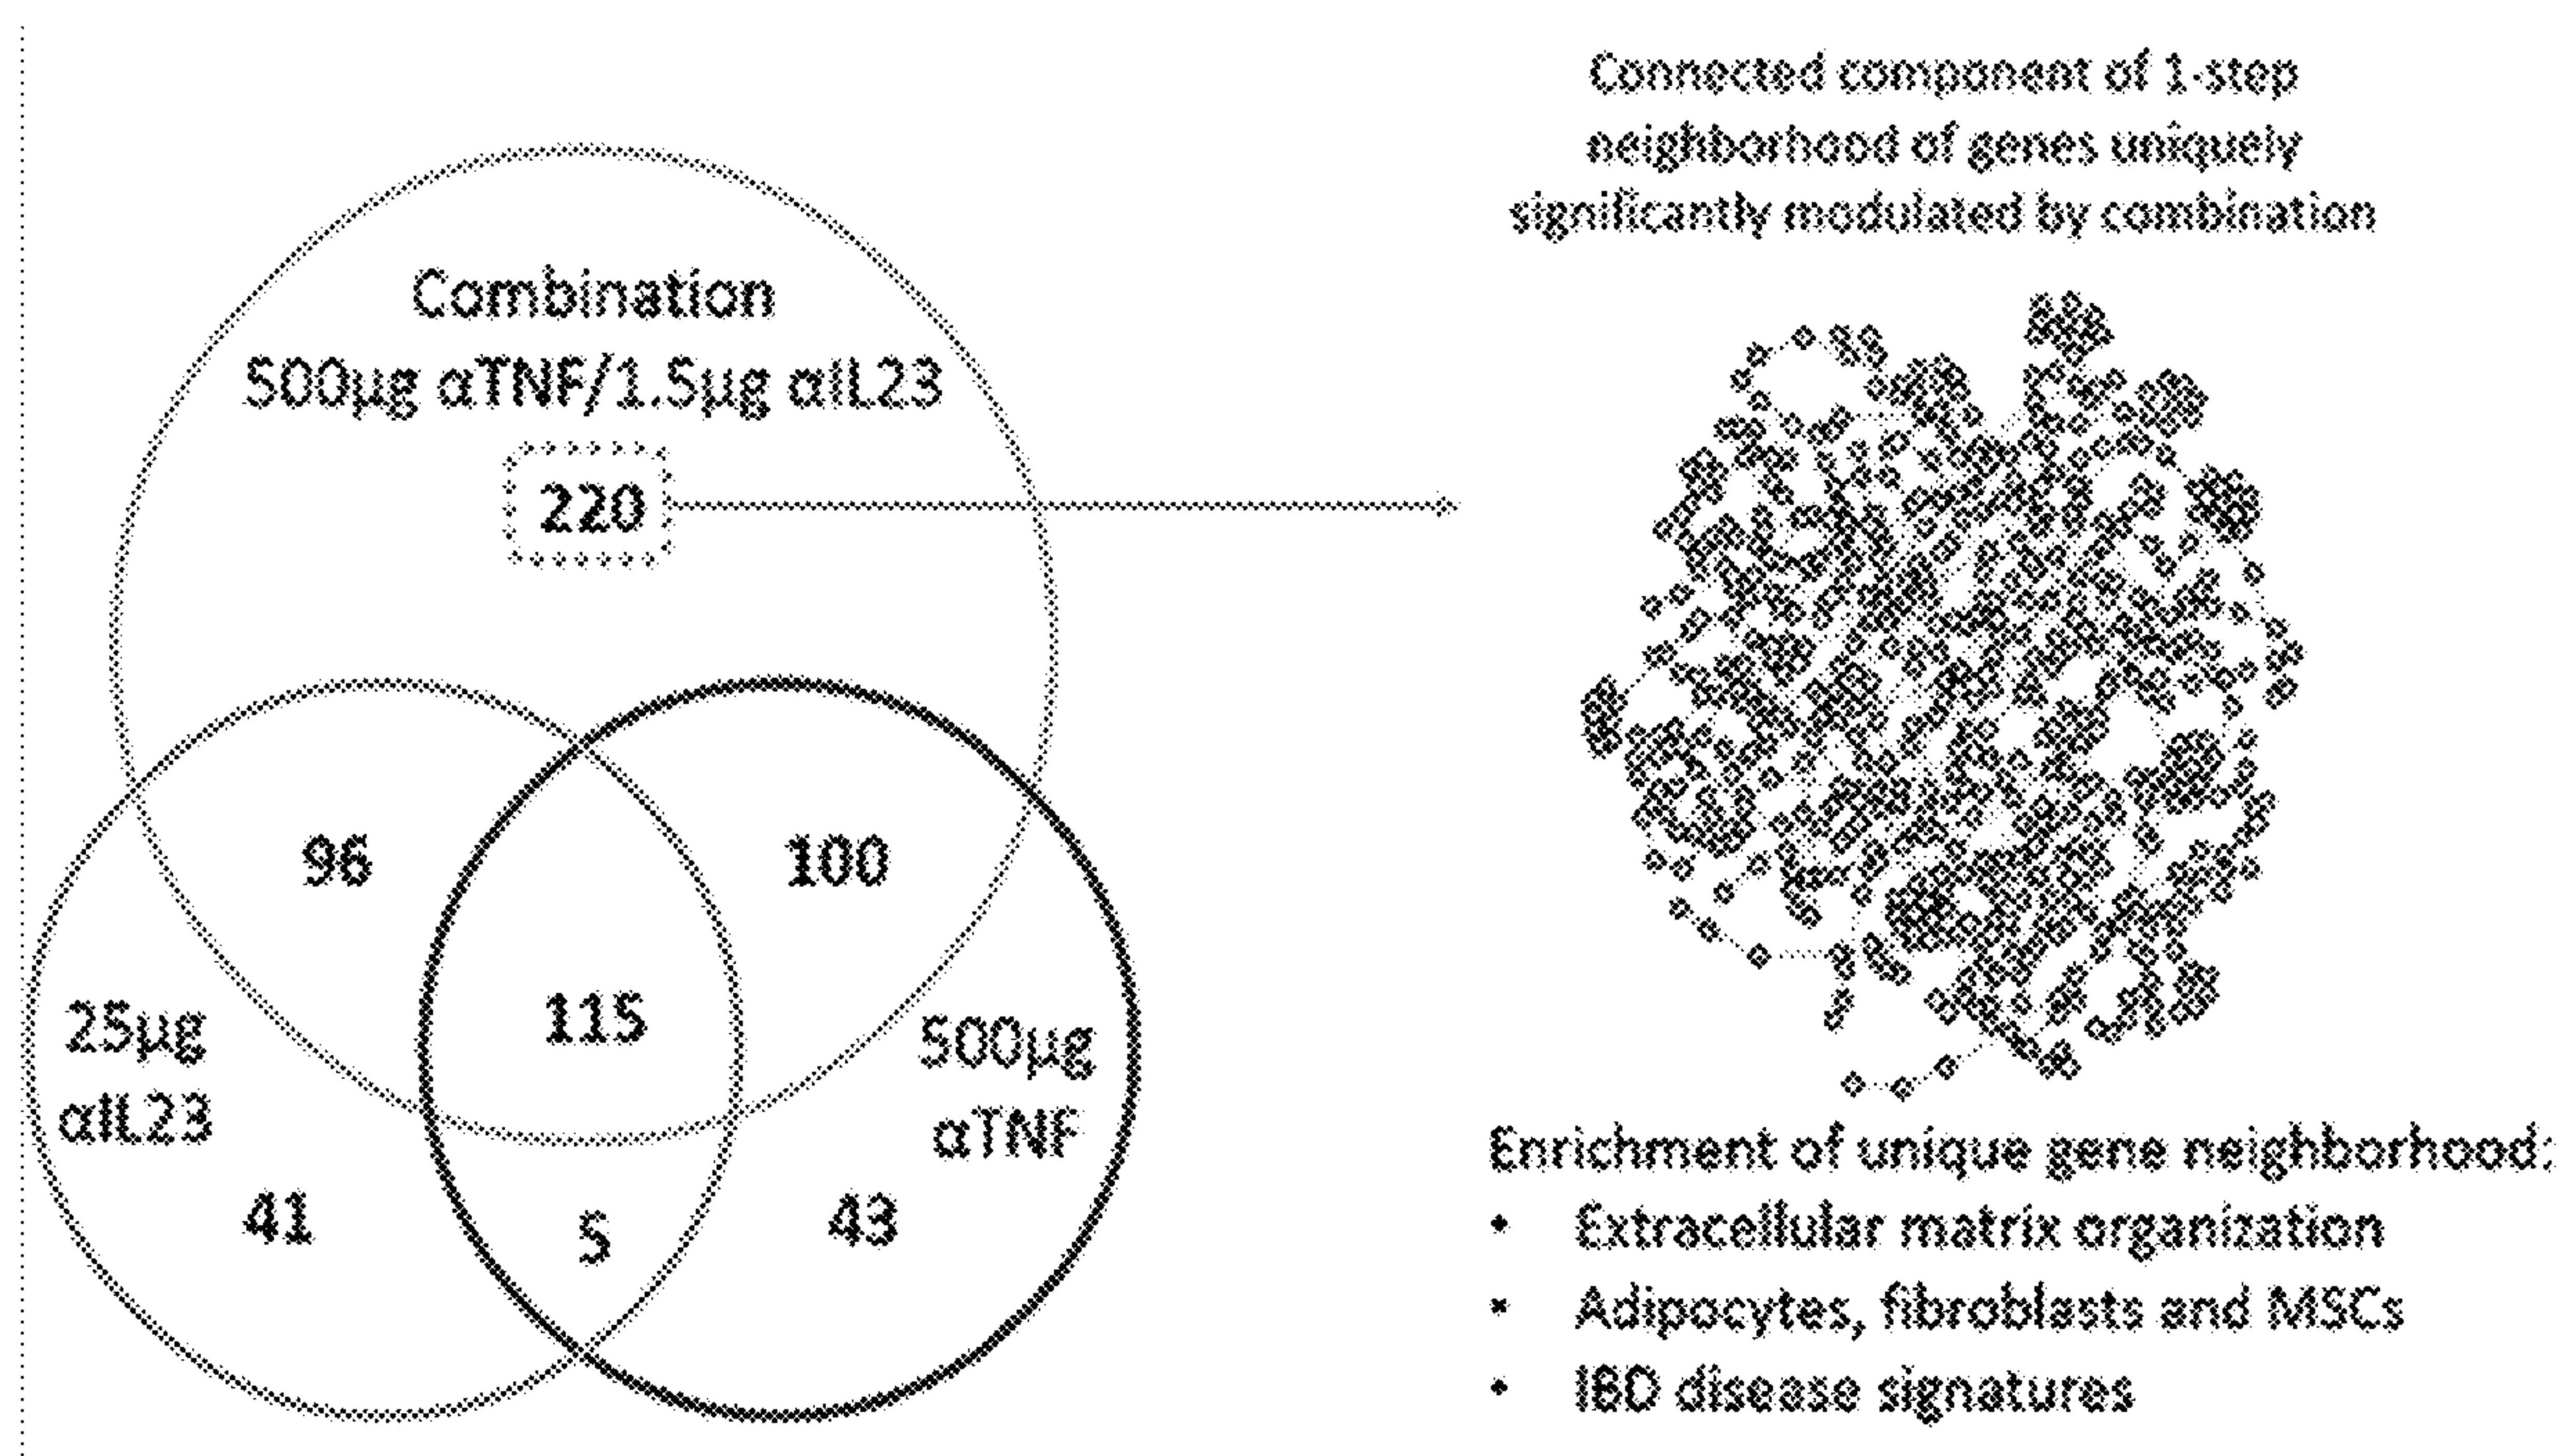 Combination
500µg αTNF/1.5µg αIL23
220
96
100
115
25µg
αIL23
500µg
αTNF
41
5
43
Connected component of 1-step
neighborhood of genes uniquely
significantly modulated by combination
Enrichment of unique gene neighborhood:
• Extracellular matrix organization
• Adipocytes, fibroblasts and MSCs
• IBD disease signatures